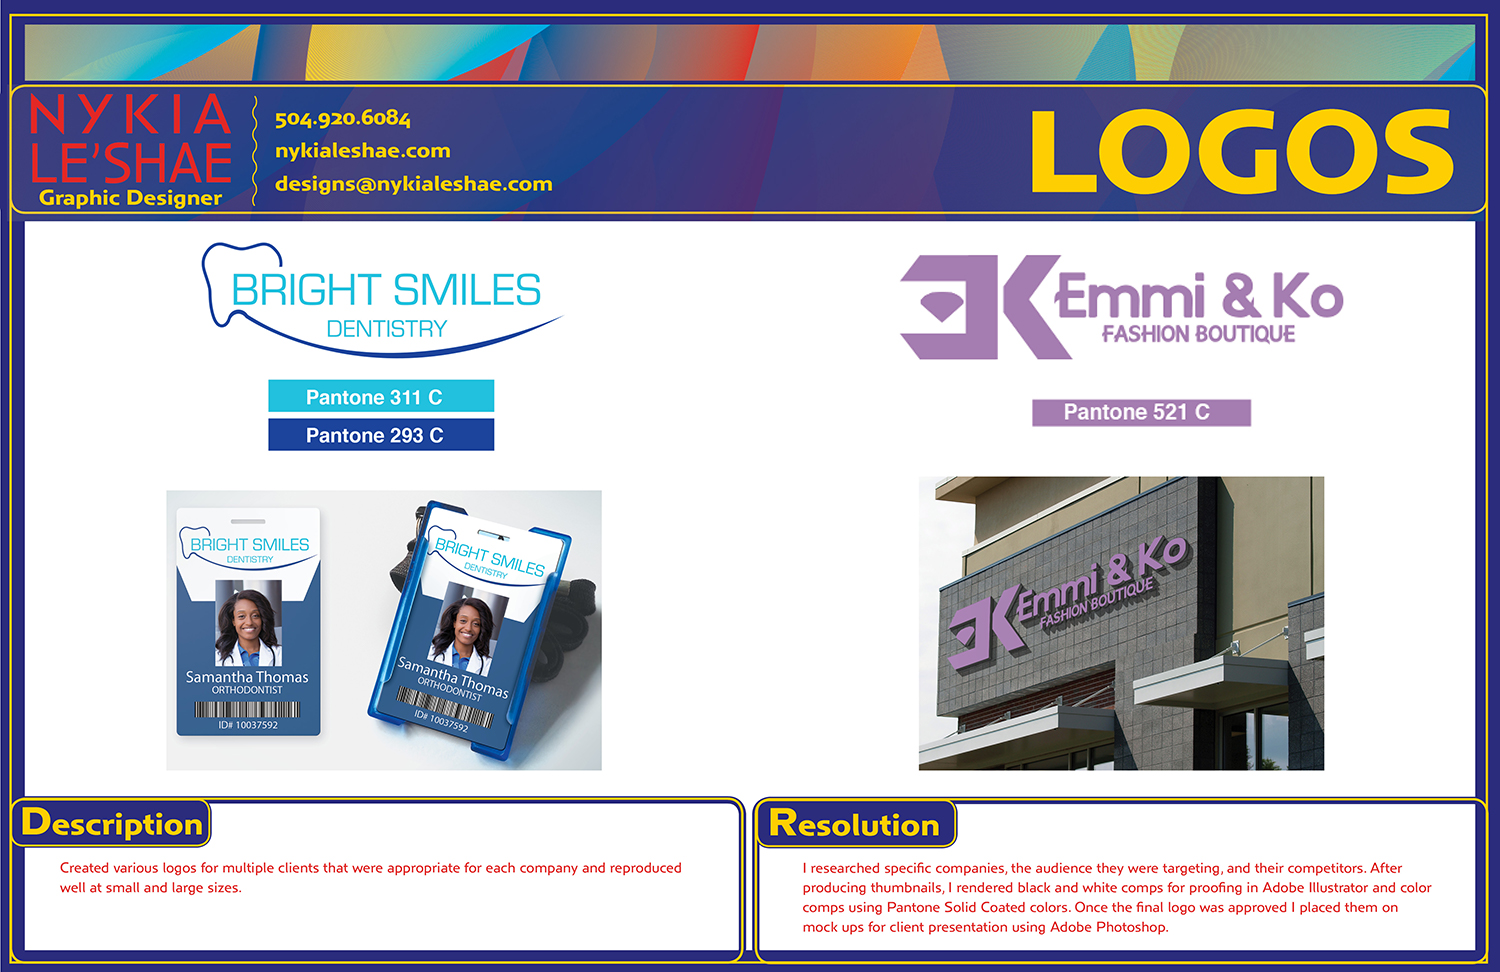 NYKIA
LE'SHAE
Graphic Designer
504.920.6084
nykialeshae.com
designs@nykialeshae.com
LOGOS
BRIGHT SMILES
DENTISTRY
Pantone 311 C
Pantone 293 C
EK
Emmi & Ko
FASHION BOUTIQUE
Pantone 521 C
BRIGHT SMILES
DENTISTRY
Samantha Thomas
ORTHODONTIST
ID# 10037592
BRIGHT SMILES
DENTISTRY
Samantha Thomas
ORTHODONTIST
ID# 10037592
EK
Emmi & Ko
FASHION BOUTIQUE
Description
Created various logos for multiple clients that were appropriate for each company and reproduced
well at small and large sizes.
Resolution
I researched specific companies, the audience they were targeting, and their competitors. After
producing thumbnails, I rendered black and white comps for proofing in Adobe Illustrator and color
comps using Pantone Solid Coated colors. Once the final logo was approved I placed them on
mock ups for client presentation using Adobe Photoshop.